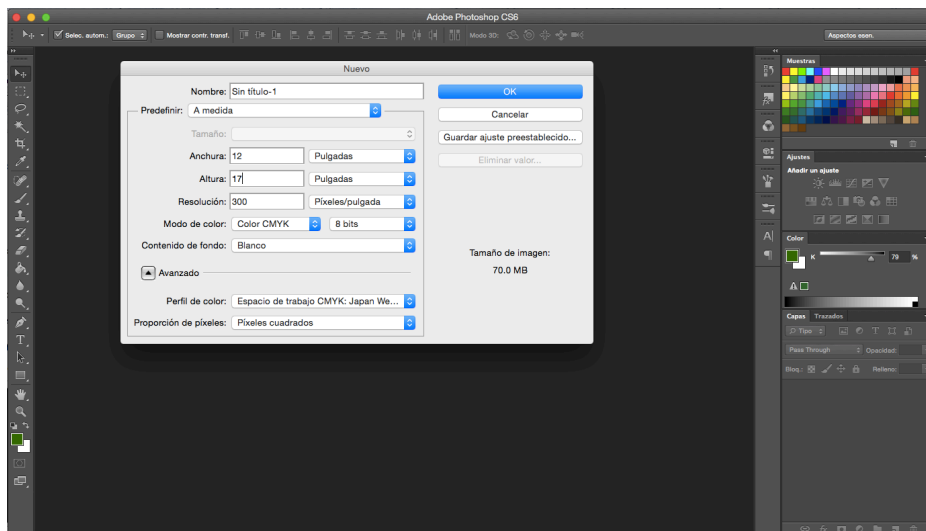 Adobe Photoshop CS6
Selec. autom.: Grupo Mostrar contr. transf. Modo 3D: Aspectos esen.
Nuevo
Nombre: Sin título-1
OK
Predefinir: A medida
Cancelar
Tamaño:
Guardar ajuste preestablecido...
Anchura: 12 Pulgadas
Eliminar valor...
Altura: 17 Pulgadas
Resolución: 300 Píxeles/pulgada
Modo de color: Color CMYK 8 bits
Contenido de fondo: Blanco
Tamaño de imagen:
70.0 MB
Avanzado
Perfil de color: Espacio de trabajo CMYK: Japan We...
Proporción de píxeles: Píxeles cuadrados
Muestras
Ajustes
Añadir un ajuste
Color
K 79 %
Capas Trazados
Tipo
Pass Through Opacidad:
Bloq.: Relleno: